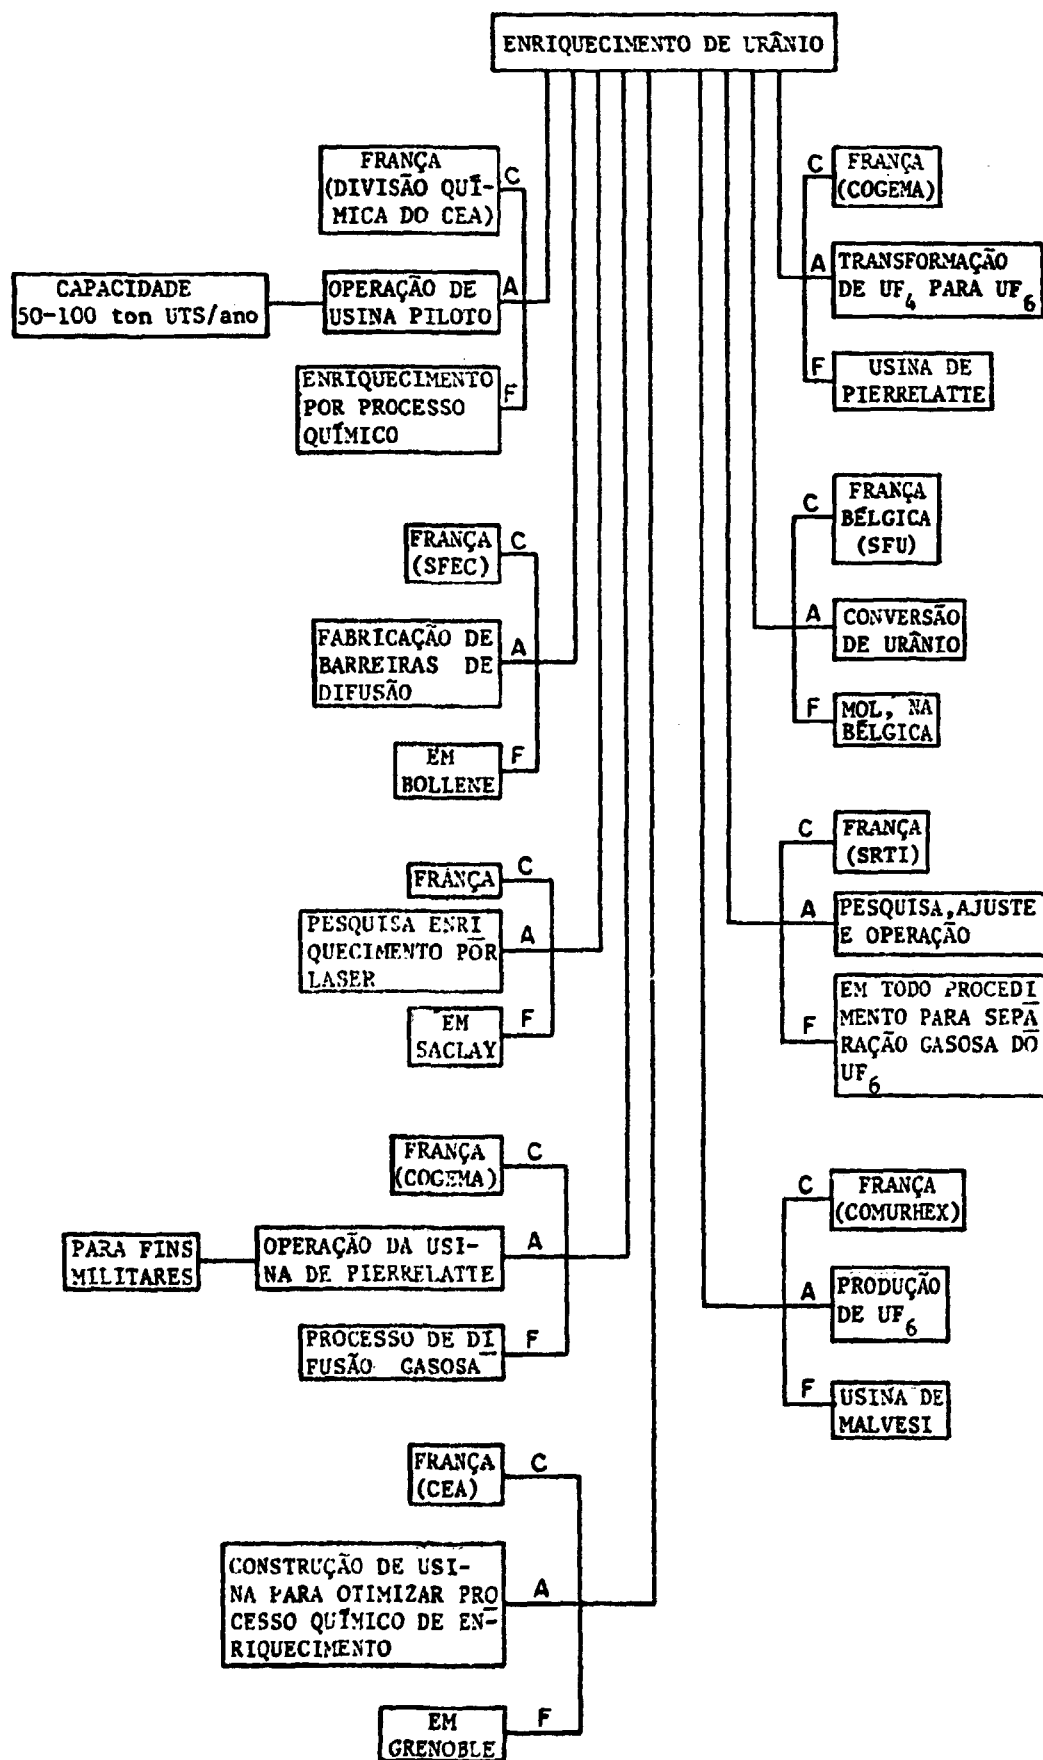 ENRIQUECIMENTO DE URÂNIO
FRANÇA
(DIVISÃO QUÍ-
MICA DO CEA)
C
CAPACIDADE
50-100 ton UTS/ano
OPERAÇÃO DE
USINA PILOTO
A
ENRIQUECIMENTO
POR PROCESSO
QUÍMICO
F
FRANÇA
(SFEC)
C
FABRICAÇÃO DE
BARREIRAS DE
DIFUSÃO
A
EM
BOLLENE
F
FRANÇA
C
PESQUISA ENRI
QUECIMENTO POR
LASER
A
EM
SACLAY
F
FRANÇA
(COGEMA)
C
PARA FINS
MILITARES
OPERAÇÃO DA USI-
NA DE PIERRELATTE
A
PROCESSO DE DI
FUSÃO GASOSA
F
FRANÇA
(CEA)
C
CONSTRUÇÃO DE USI-
NA PARA OTIMIZAR PRO
CESSO QUÍMICO DE EN-
RIQUECIMENTO
A
EM
GRENOBLE
F
C
FRANÇA
(COGEMA)
A
TRANSFORMAÇÃO
DE UF4 PARA UF6
F
USINA DE
PIERRELATTE
C
FRANÇA
BÉLGICA
(SFU)
A
CONVERSÃO
DE URÂNIO
F
MOL, NA
BÉLGICA
C
FRANÇA
(SRTI)
A
PESQUISA, AJUSTE
E OPERAÇÃO
F
EM TODO PROCEDI
MENTO PARA SEPA
RAÇÃO GASOSA DO
UF6
C
FRANÇA
(COMURHEX)
A
PRODUÇÃO
DE UF6
F
USINA DE
MALVESI